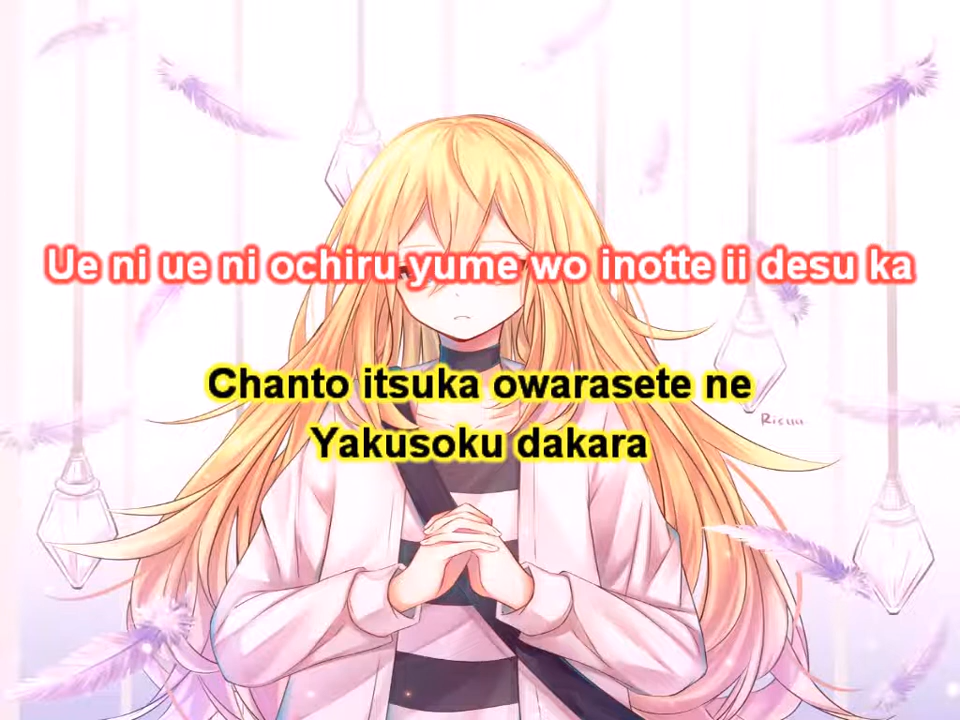 Ue ni ue ni ochiru yume wo inotte ii desu ka
Chanto itsuka owarasete ne
Yakusoku dakara